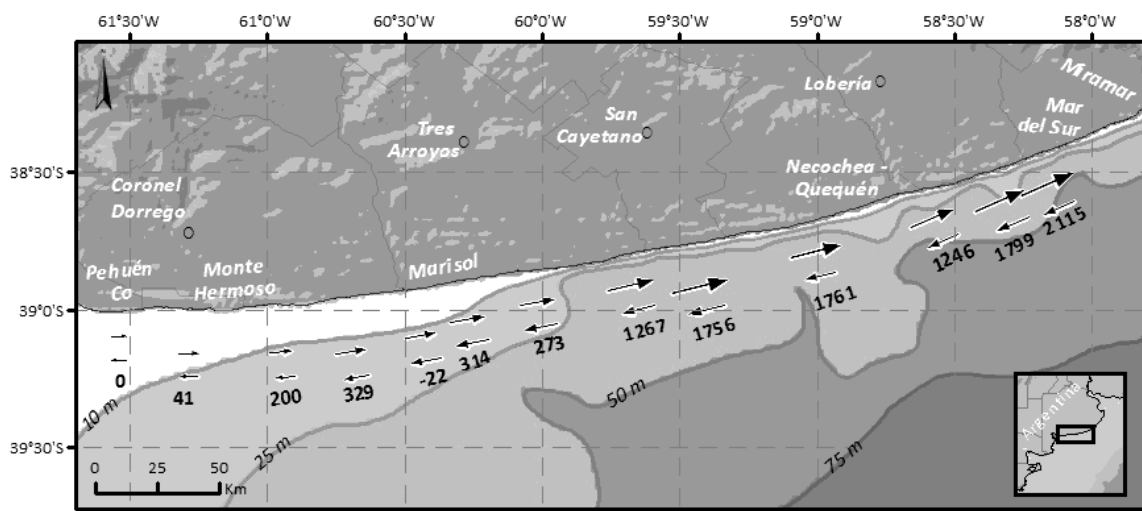 61°30'O 61°0'O 60°30'O 60°0'O 59°30'O 59°0'O 58°30'O 58°0'O
Miramar
Lobería
San
Cayetano
Mar
del Sur
Tres
Arroyos
38°30'S
Necochea -
Quequén
Coronel
Dorrego
Pehuén
Co
Monte
Hermoso
Marisol
39°0'S
0
41
200
329
-22
314
273
1267
1756
1761
1246
1799
2115
10 m
25 m
50 m
75 m
39°30'S
0 25 50
Km
Argentina